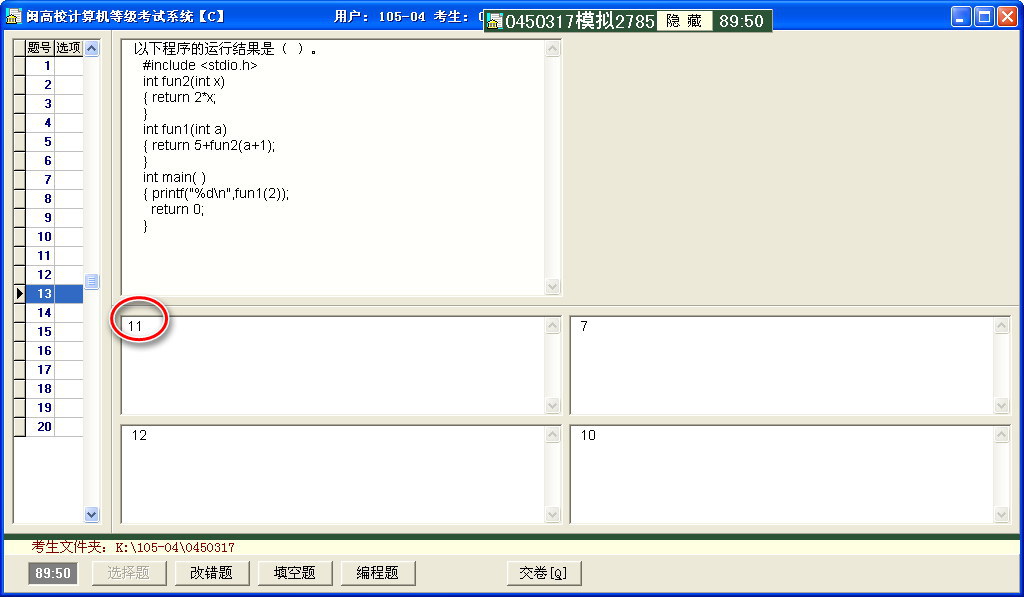 闽高校计算机等级考试系统【C】 用户: 105-04 考生:
0450317模拟2785 隐 藏 89:50
题号 选项
1
2
3
4
5
6
7
8
9
10
11
12
13
14
15
16
17
18
19
20
以下程序的运行结果是（ ）。
#include <stdio.h>
int fun2(int x)
{ return 2*x;
}
int fun1(int a)
{ return 5+fun2(a+1);
}
int main( )
{ printf("%d\n",fun1(2));
return 0;
}
11
7
12
10
考生文件夹: K:\105-04\0450317
89:50 选择题 改错题 填空题 编程题 交卷[Q]